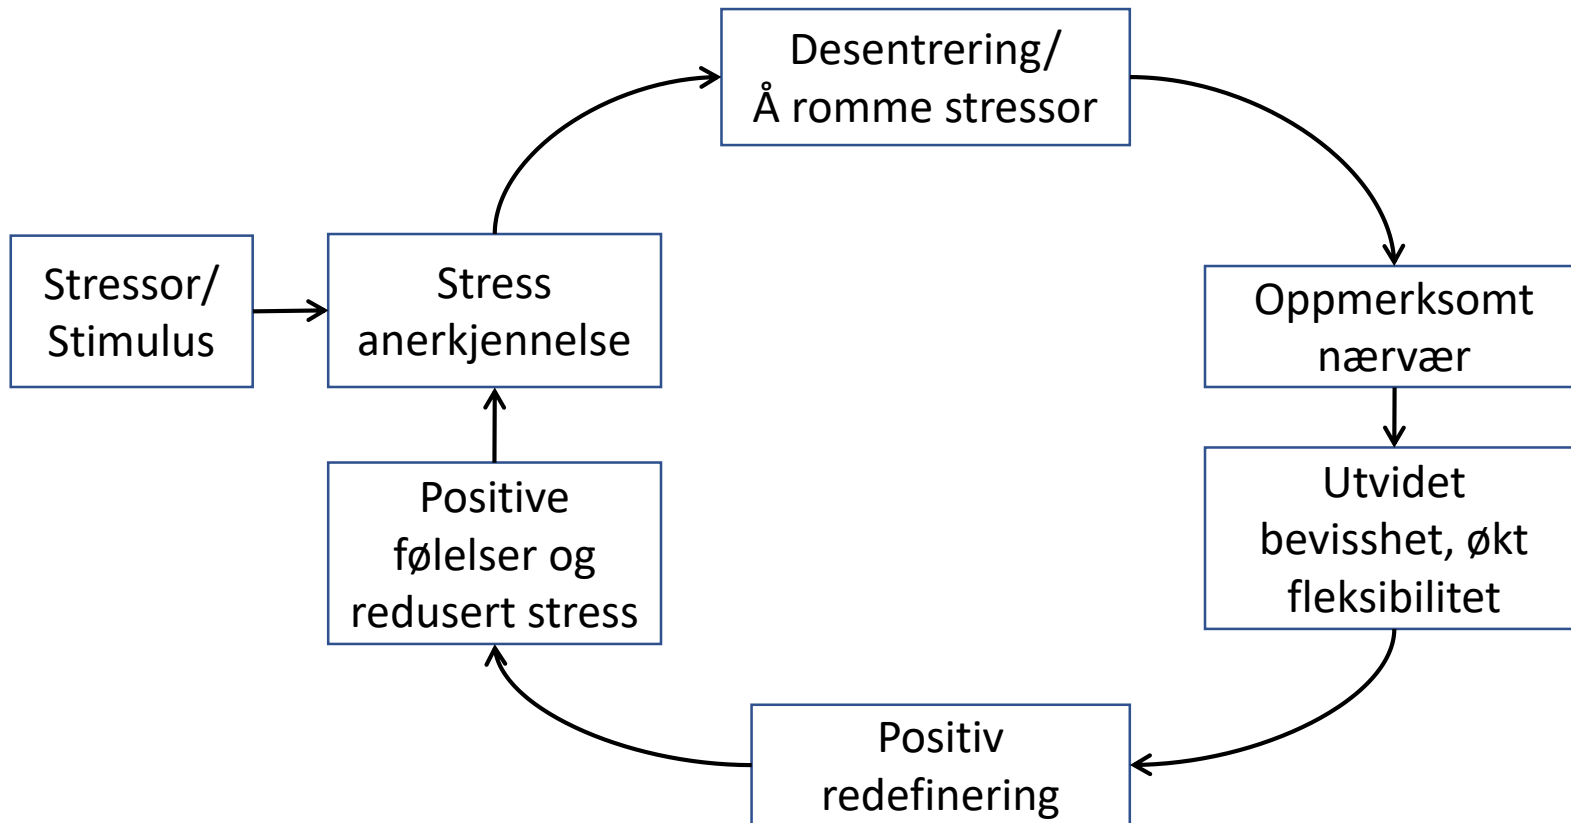 Desentrering/
Å romme stressor
Stressor/
Stimulus
Stress
anerkjennelse
Oppmerksomt
nærvær
Positive
følelser og
redusert stress
Utvidet
bevisshet, økt
fleksibilitet
Positiv
redefinering